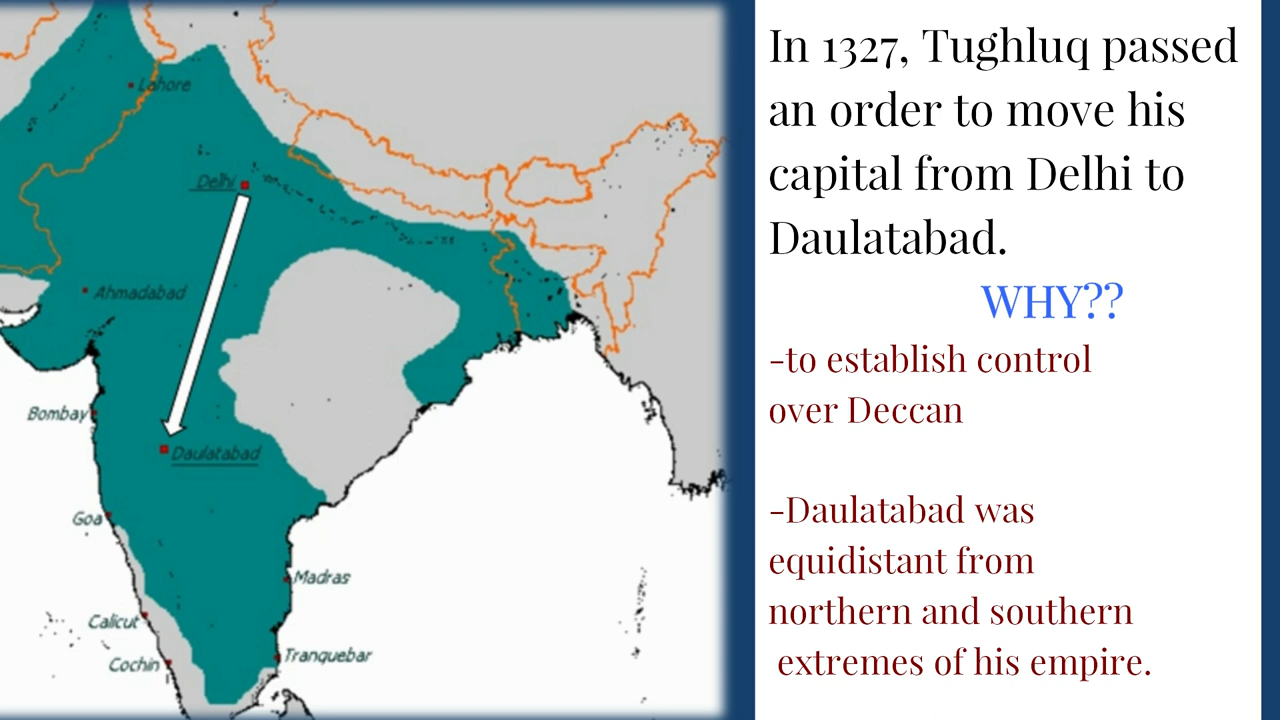 Lahore
Delhi
Ahmadabad
Bombay
Daulatabad
Goa
Madras
Calicut
Tranquebar
Cochin
In 1327, Tughluq passed
an order to move his
capital from Delhi to
Daulatabad.
WHY??
-to establish control
over Deccan
-Daulatabad was
equidistant from
northern and southern
extremes of his empire.